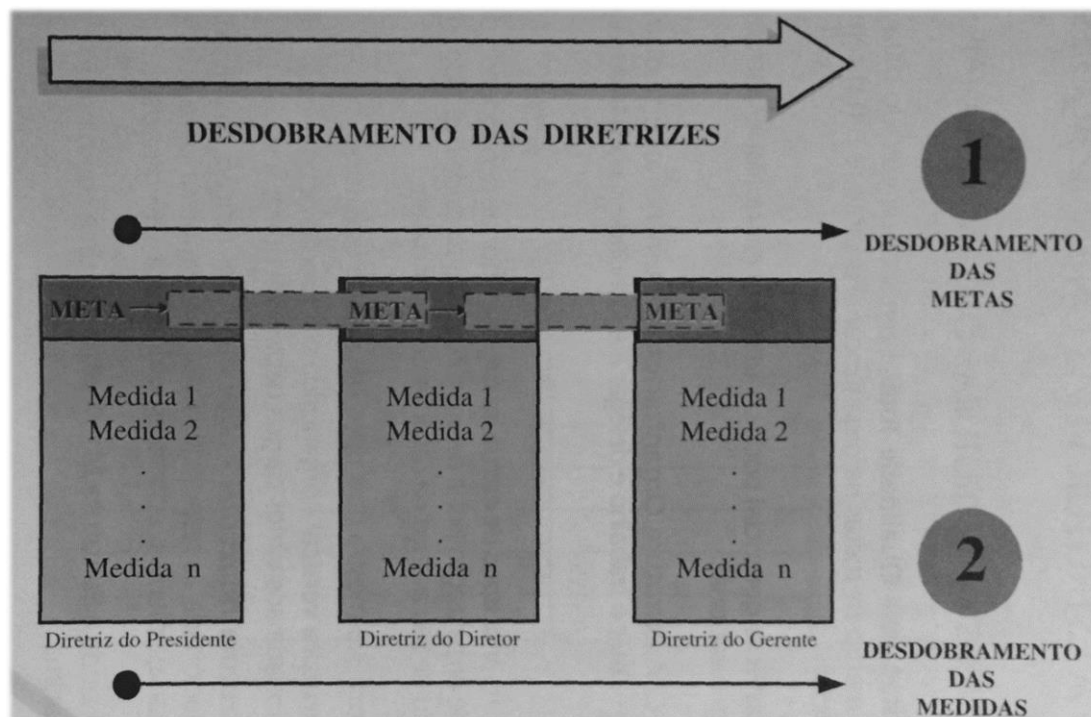 DESDOBRAMENTO DAS DIRETRIZES
1
DESDOBRAMENTO
DAS
METAS
META
META
META
Medida 1
Medida 2
.
.
.
.
Medida n
Diretriz do Presidente
Medida 1
Medida 2
.
.
.
.
Medida n
Diretriz do Diretor
Medida 1
Medida 2
.
.
.
.
Medida n
Diretriz do Gerente
2
DESDOBRAMENTO
DAS
MEDIDAS